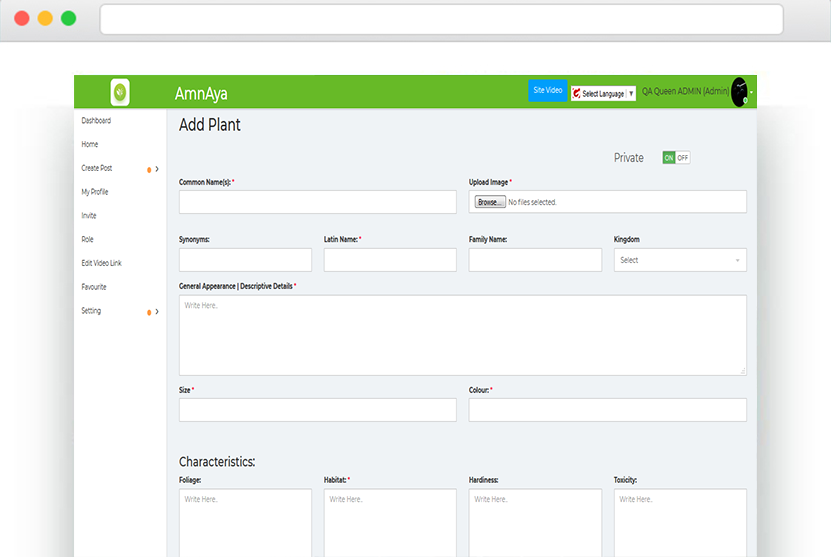 AmnAya
Site Video
Select Language ▼
QA Queen ADMIN (Admin)
Dashboard
Home
Create Post
My Profile
Invite
Role
Edit Video Link
Favourite
Setting
Add Plant
Private
ON OFF
Common Name(s): *
Upload Image *
Browse... No files selected.
Synonyms:
Latin Name: *
Family Name:
Kingdom
Select
General Appearance | Descriptive Details *
Write Here..
Size *
Colour: *
Characteristics:
Foliage:
Habitat: *
Hardiness:
Toxicity:
Write Here..
Write Here..
Write Here..
Write Here..